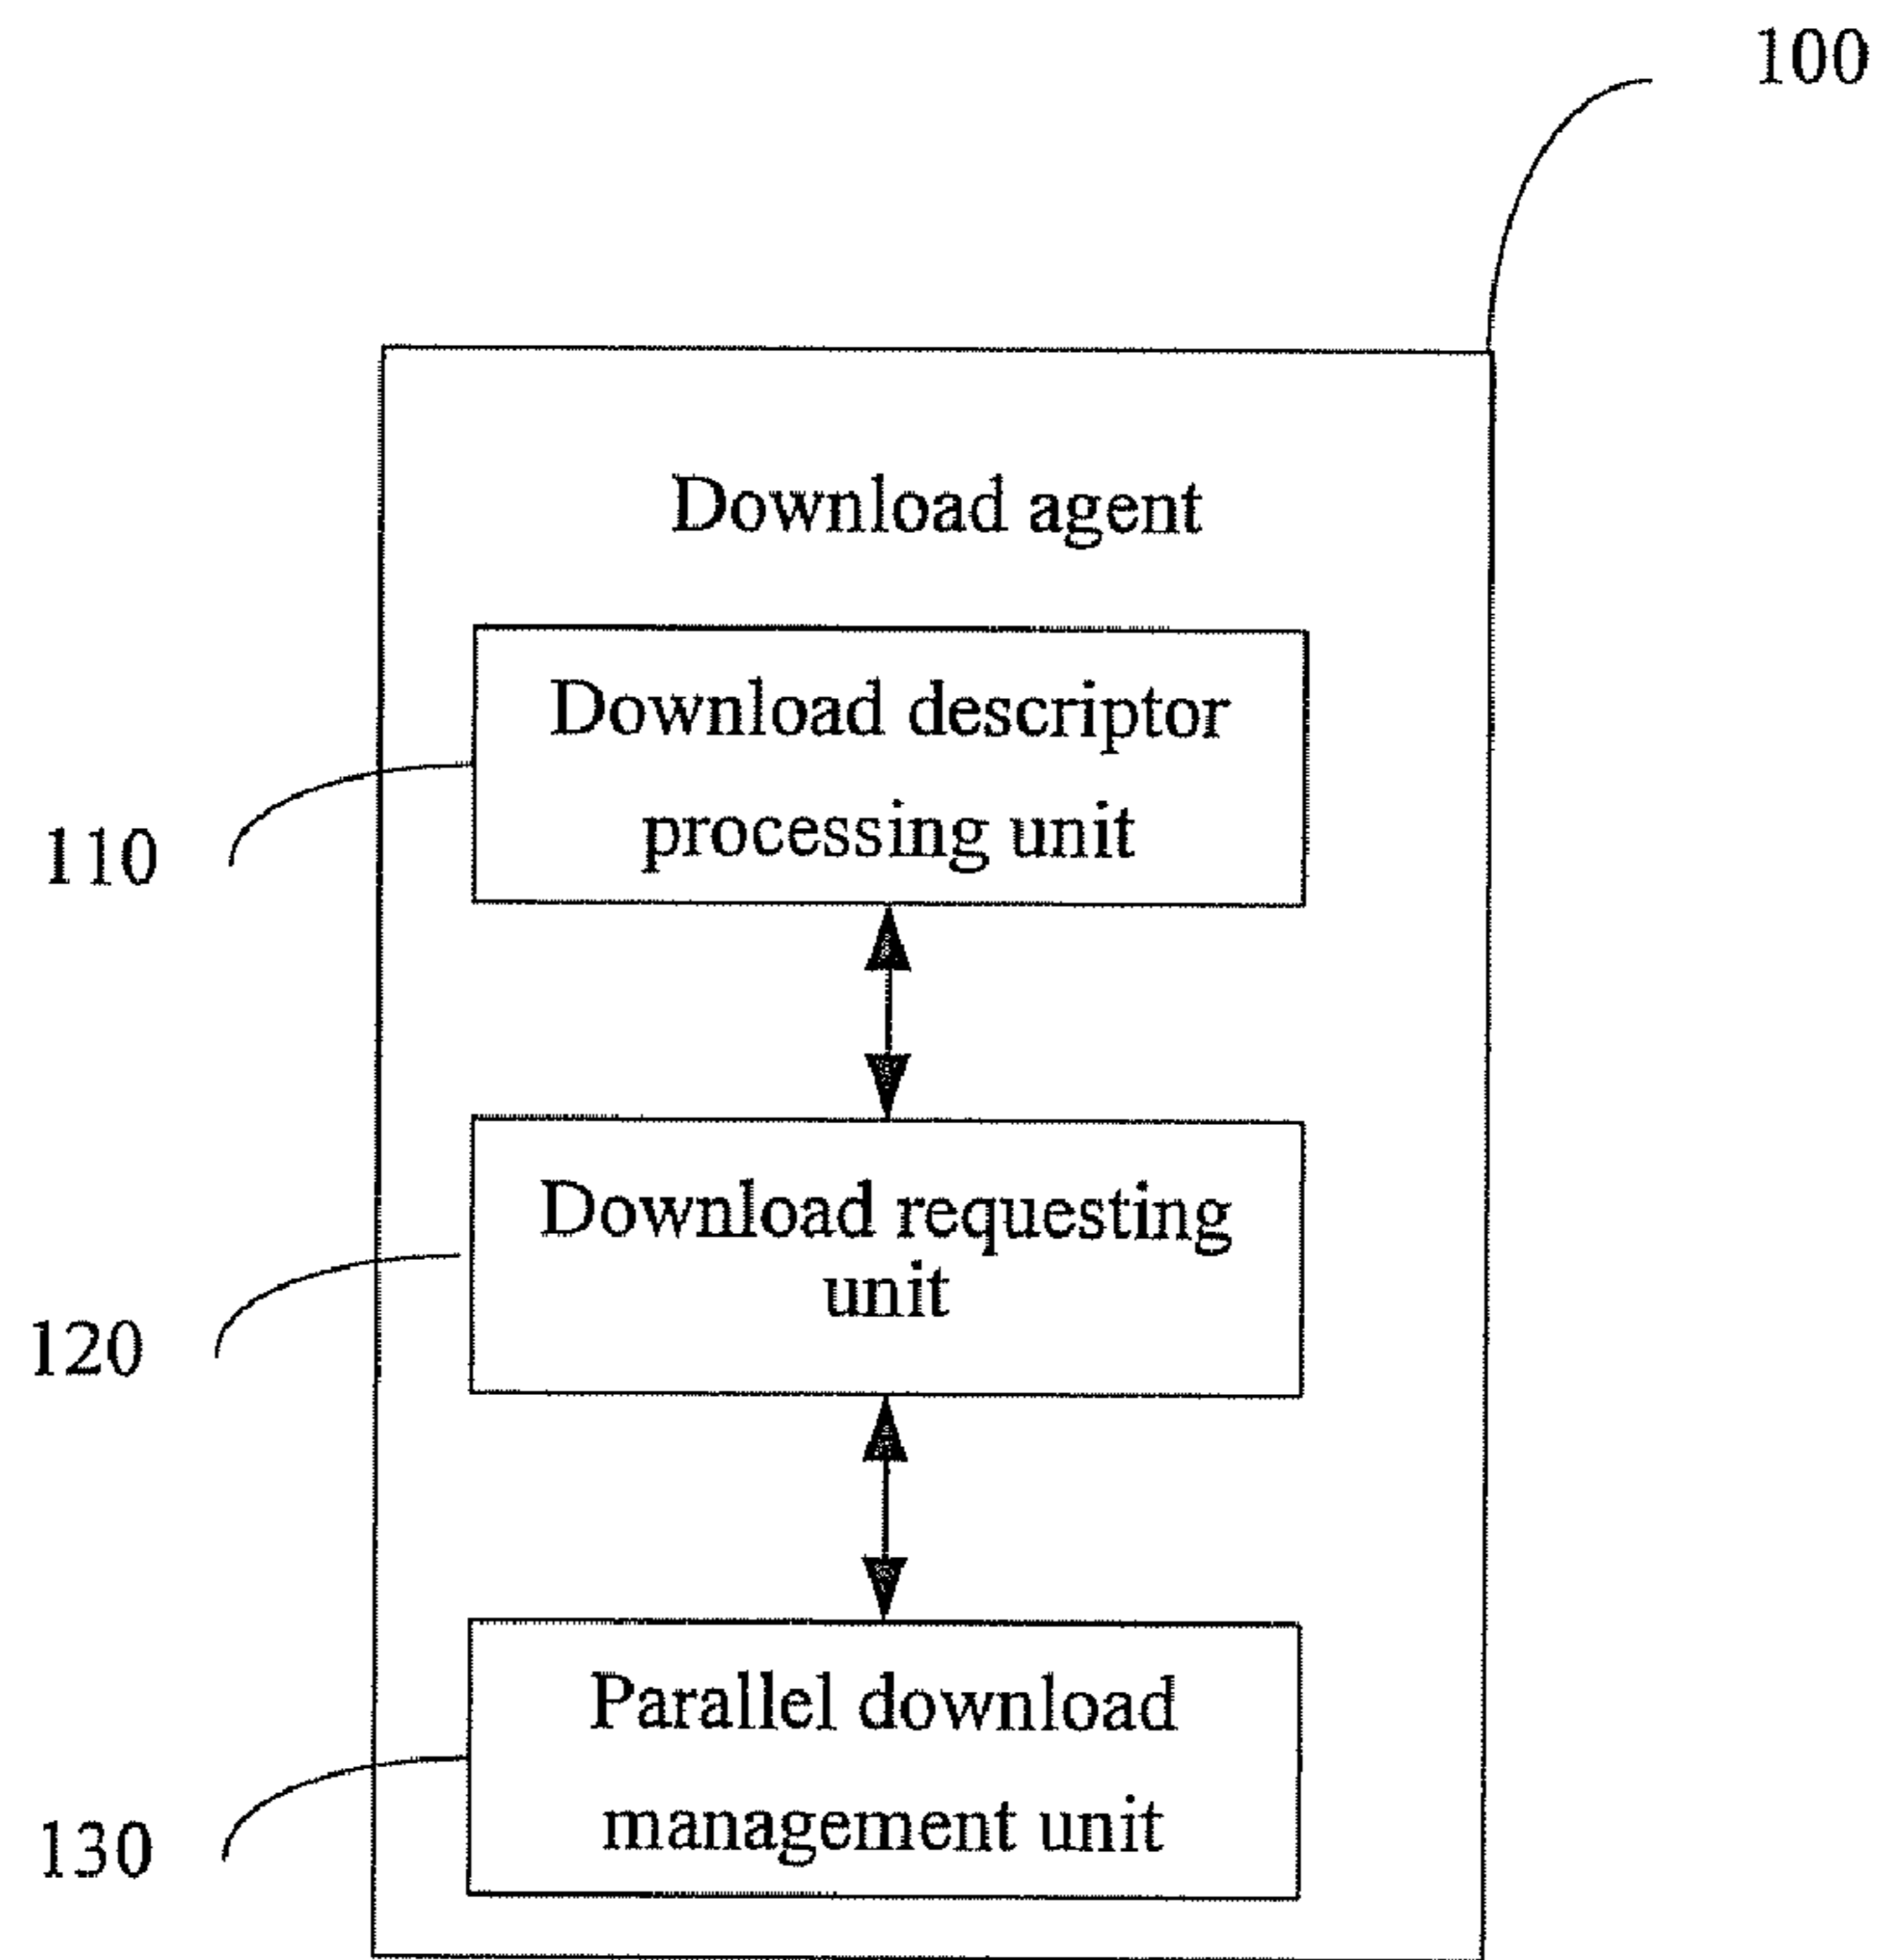 100
Download agent
Download descriptor
processing unit
110
Download requesting
unit
120
Parallel download
management unit
130